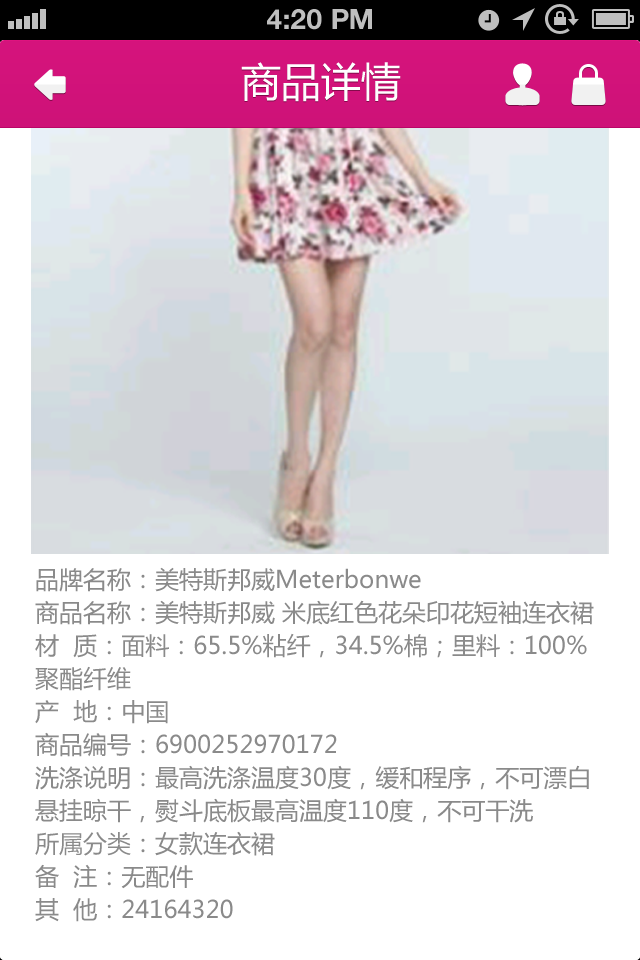 4:20 PM
商品详情
品牌名称：美特斯邦威Meterbonwe
商品名称：美特斯邦威 米底红色花朵印花短袖连衣裙
材 质：面料：65.5%粘纤，34.5%棉；里料：100%
聚酯纤维
产 地：中国
商品编号：6900252970172
洗涤说明：最高洗涤温度30度，缓和程序，不可漂白
悬挂晾干，熨斗底板最高温度110度，不可干洗
所属分类：女款连衣裙
备 注：无配件
其 他：24164320